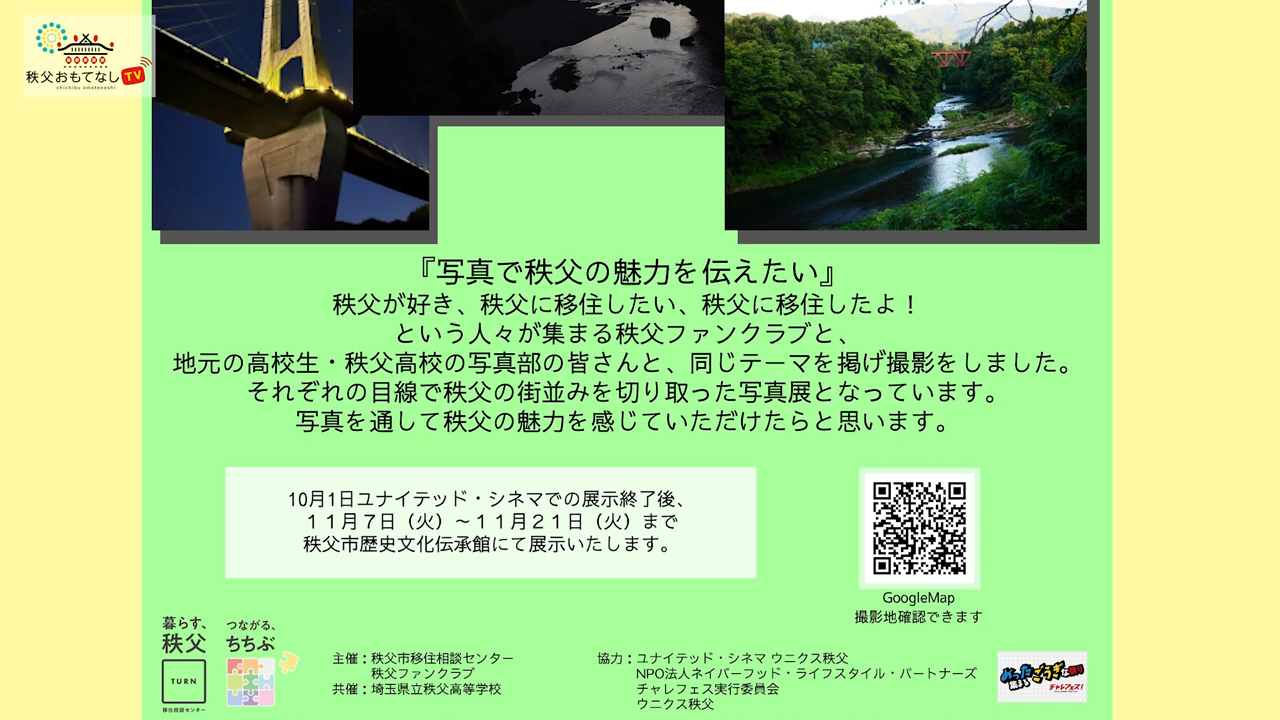 秩父おもてなしTV
chichibu omotenashi
『写真で秩父の魅力を伝えたい』
秩父が好き、秩父に移住したい、秩父に移住したよ！
という人々が集まる秩父ファンクラブと、
地元の高校生・秩父高校の写真部の皆さんと、同じテーマを掲げ撮影をしました。
それぞれの目線で秩父の街並みを切り取った写真展となっています。
写真を通して秩父の魅力を感じていただけたらと思います。
10月1日ユナイテッド・シネマでの展示終了後、
１１月７日（火）～１１月２１日（火）まで
秩父市歴史文化伝承館にて展示いたします。
GoogleMap
撮影地確認できます
暮らす、
秩父
TURN
移住相談センター
つながる、
ちちぶ
主催：秩父市移住相談センター
秩父ファンクラブ
共催：埼玉県立秩父高等学校
協力：ユナイテッド・シネマ ウニクス秩父
NPO法人ネイバーフッド・ライフスタイル・パートナーズ
チャレフェス実行委員会
ウニクス秩父
チャレフェス！